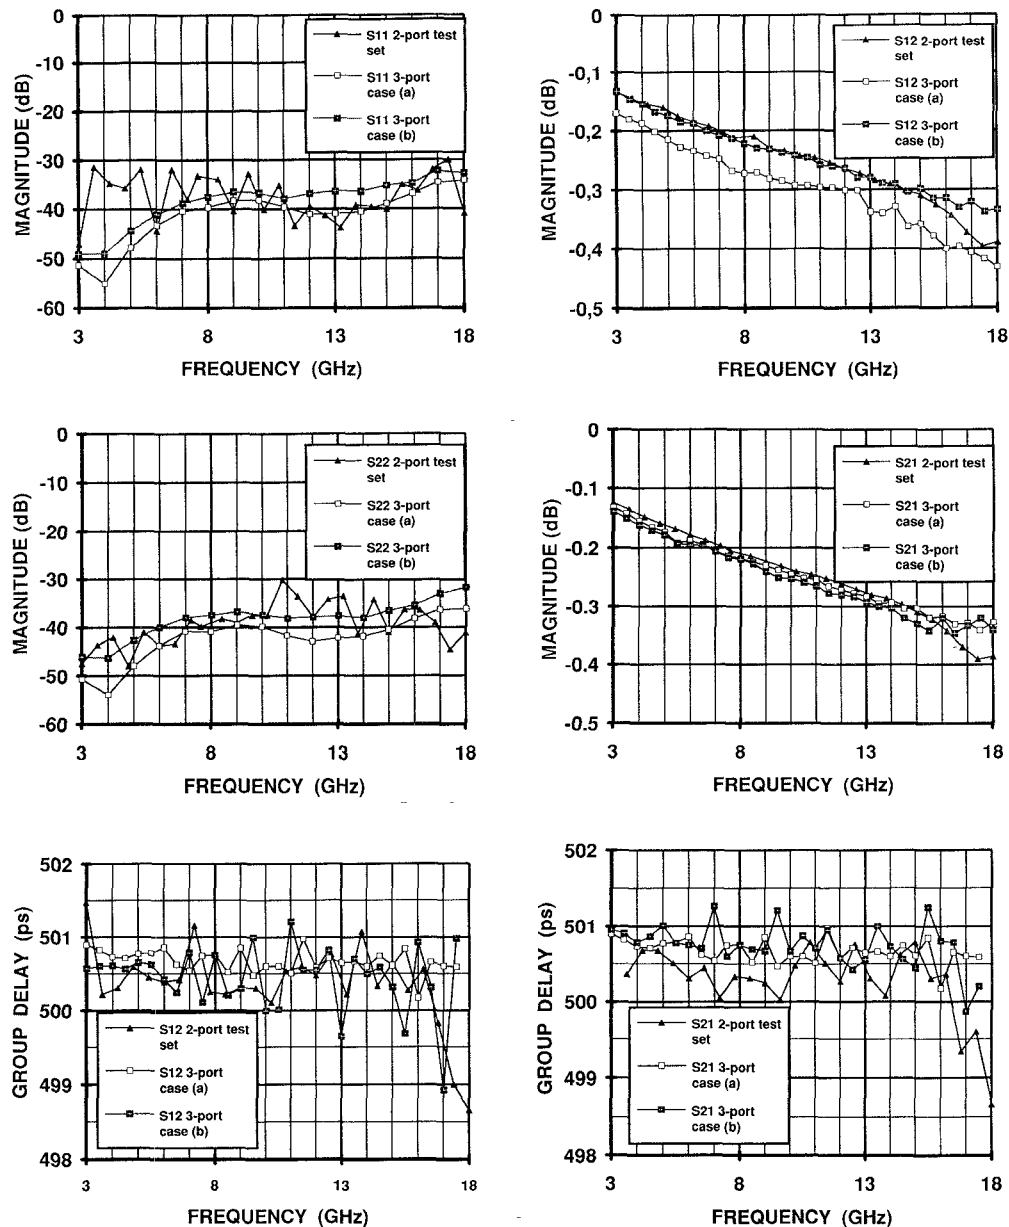 0
-10
-20
-30
-40
-50
-60
MAGNITUDE (dB)
S11 2-port test
set
S11 3-port
case (a)
S11 3-port
case (b)
3
8
13
18
FREQUENCY (GHz)
0
-0,1
-0,2
-0,3
-0,4
-0,5
MAGNITUDE (dB)
S12 2-port test
set
S12 3-port
case (a)
S12 3-port
case (b)
3
8
13
18
FREQUENCY (GHz)
0
-10
-20
-30
-40
-50
-60
MAGNITUDE (dB)
S22 2-port test
set
S22 3-port
case (a)
S22 3-port
case (b)
3
8
13
18
FREQUENCY (GHz)
0
-0.1
-0.2
-0.3
-0.4
-0.5
MAGNITUDE (dB)
S21 2-port test
set
S21 3-port
case (a)
S21 3-port
case (b)
3
8
13
18
FREQUENCY (GHz)
502
501
500
499
498
GROUP DELAY (ps)
S12 2-port test
set
S12 3-port
case (a)
S12 3-port
case (b)
3
8
13
18
FREQUENCY (GHz)
502
501
500
499
498
GROUP DELAY (ps)
S21 2-port test
set
S21 3-port
case (a)
S21 3-port
case (b)
3
8
13
18
FREQUENCY (GHz)